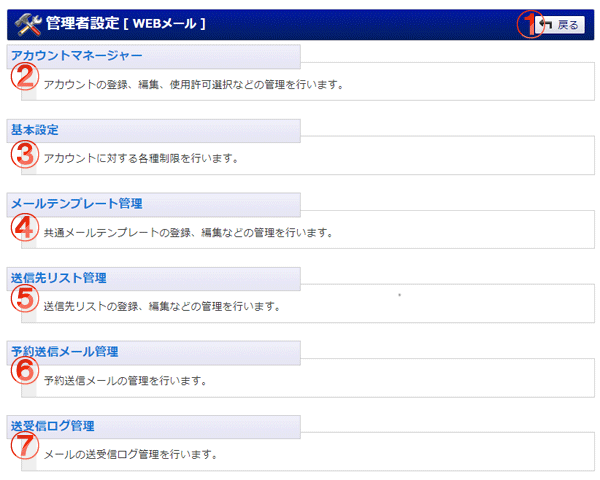 管理者設定 [ WEBメール ]
① 戻る
アカウントマネージャー
② アカウントの登録、編集、使用許可選択などの管理を行います。
基本設定
③ アカウントに対する各種制限を行います。
メールテンプレート管理
④ 共通メールテンプレートの登録、編集などの管理を行います。
送信先リスト管理
⑤ 送信先リストの登録、編集などの管理を行います。
予約送信メール管理
⑥ 予約送信メールの管理を行います。
送受信ログ管理
⑦ メールの送受信ログ管理を行います。